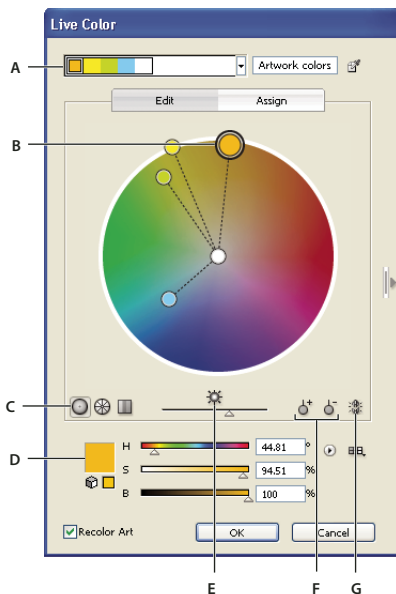 Live Color
A
Artwork colors
Edit Assign
B
C
D
H 44.81 °
S 94.51 %
B 100 %
Recolor Art OK Cancel
E F G